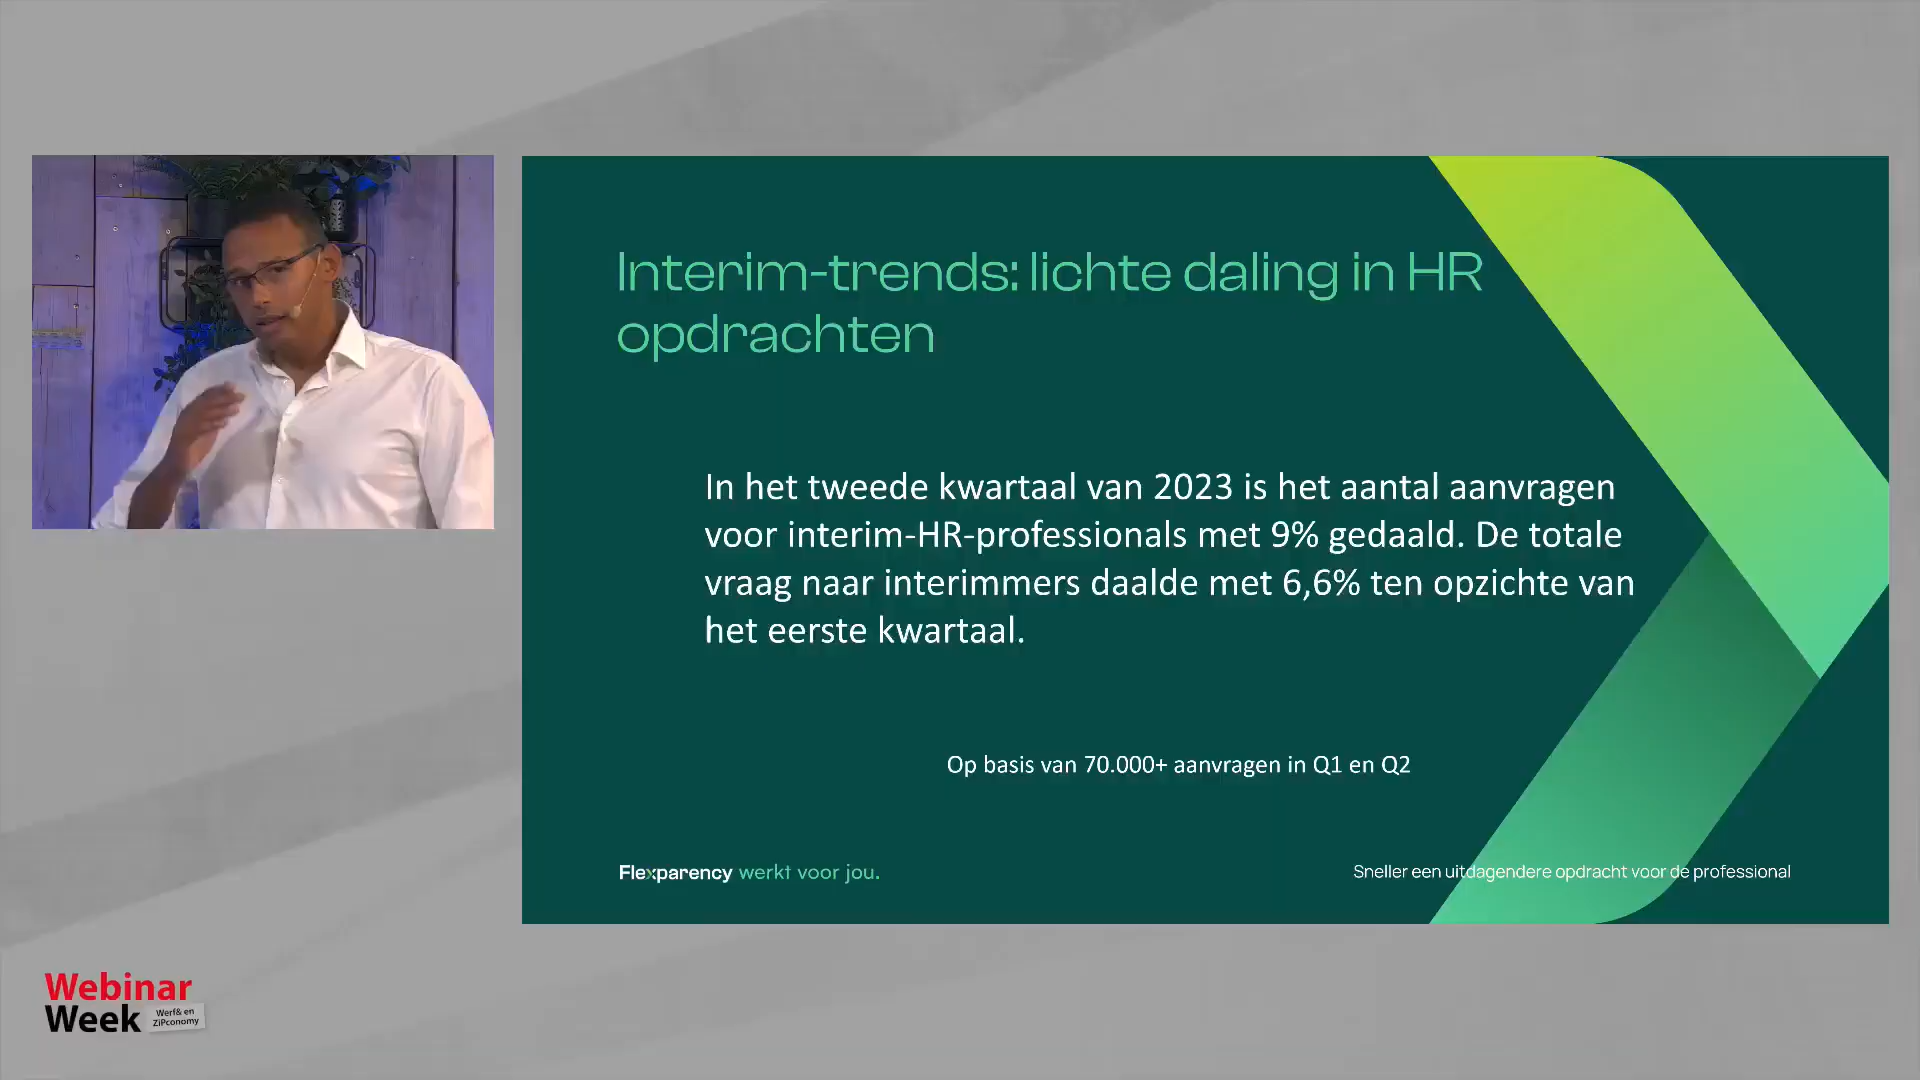 Interim-trends: lichte daling in HR
opdrachten
In het tweede kwartaal van 2023 is het aantal aanvragen
voor interim-HR-professionals met 9% gedaald. De totale
vraag naar interimmers daalde met 6,6% ten opzichte van
het eerste kwartaal.
Op basis van 70.000+ aanvragen in Q1 en Q2
Flexparency werkt voor jou.
Sneller een uitdagendere opdracht voor de professional
Webinar
Week
Werf& en
ZiPconomy